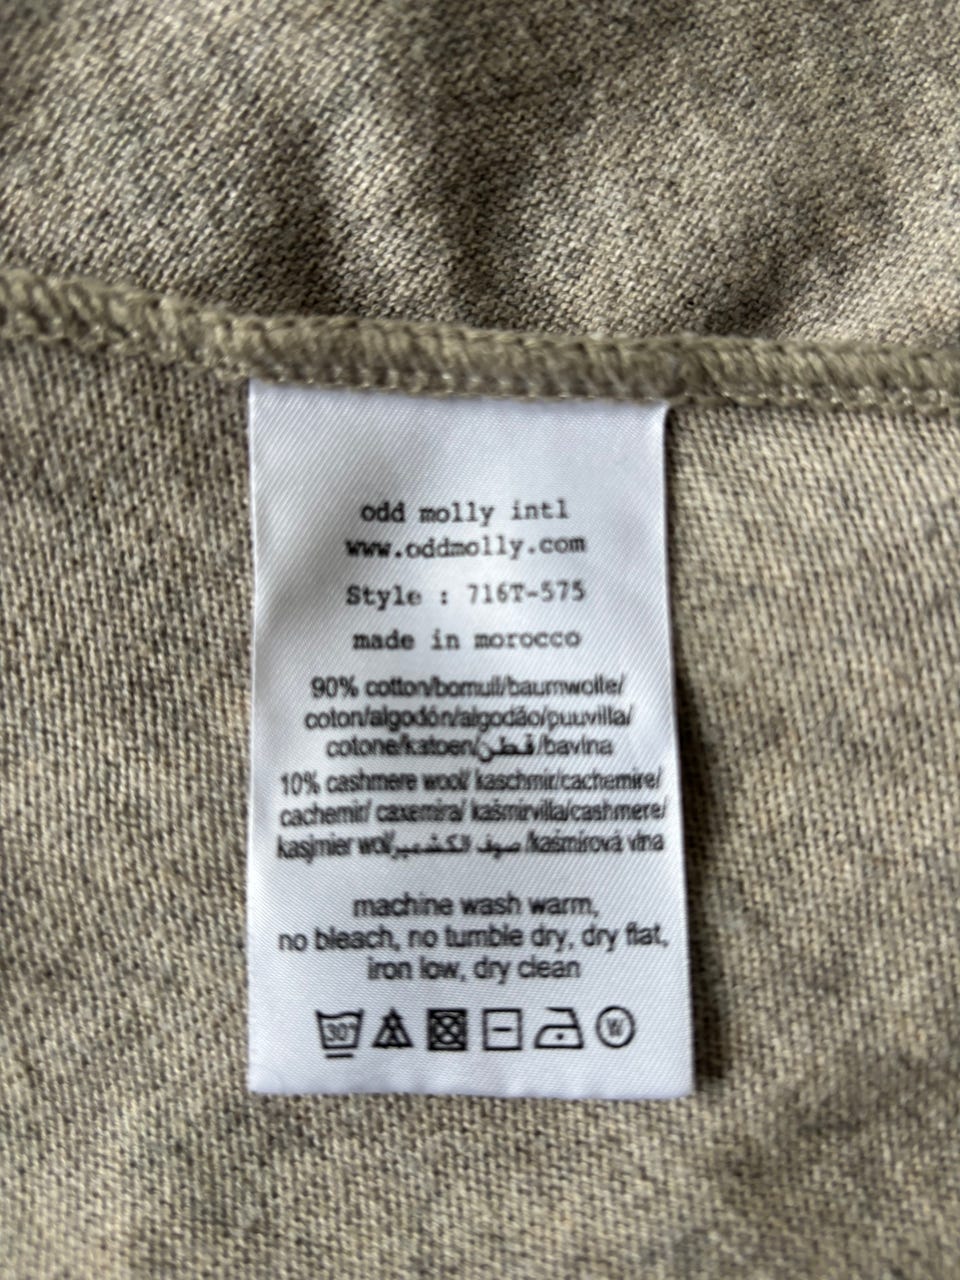 odd molly intl
www.oddmolly.com
Style : 716T-575
made in morocco
90% cotton/bomull/baumwolle/
coton/algodón/algodão/puuvilla/
cotone/katoen/قطن/bavlna
10% cashmere wool/ kaschmir/cachemire/
cachemir/ caxemira/ kašmirvilla/cashmere/
kasjmier wol/صوف الكشمير/kašmírová vlna
machine wash warm,
no bleach, no tumble dry, dry flat,
iron low, dry clean
30° W